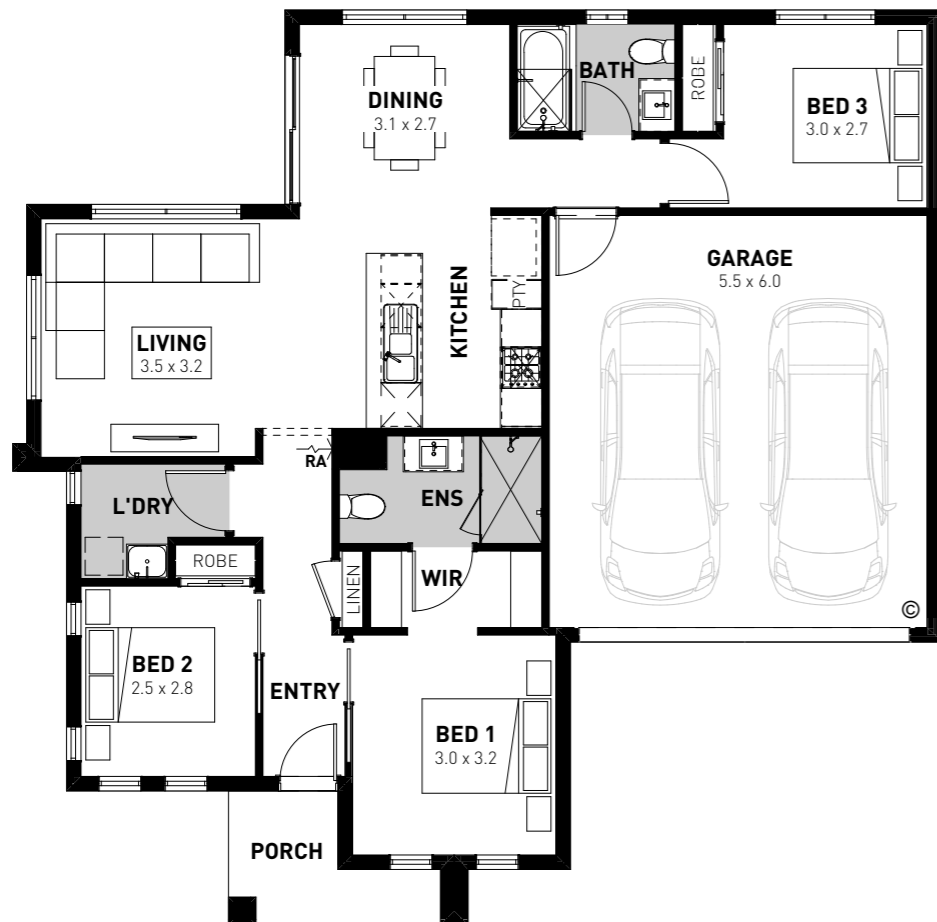 BATH
ROBE
DINING
3.1 x 2.7
BED 3
3.0 x 2.7
GARAGE
5.5 x 6.0
PTY
KITCHEN
LIVING
3.5 x 3.2
RA
L'DRY
ENS
ROBE
WIR
LINEN
©
BED 2
2.5 x 2.8
ENTRY
BED 1
3.0 x 3.2
PORCH